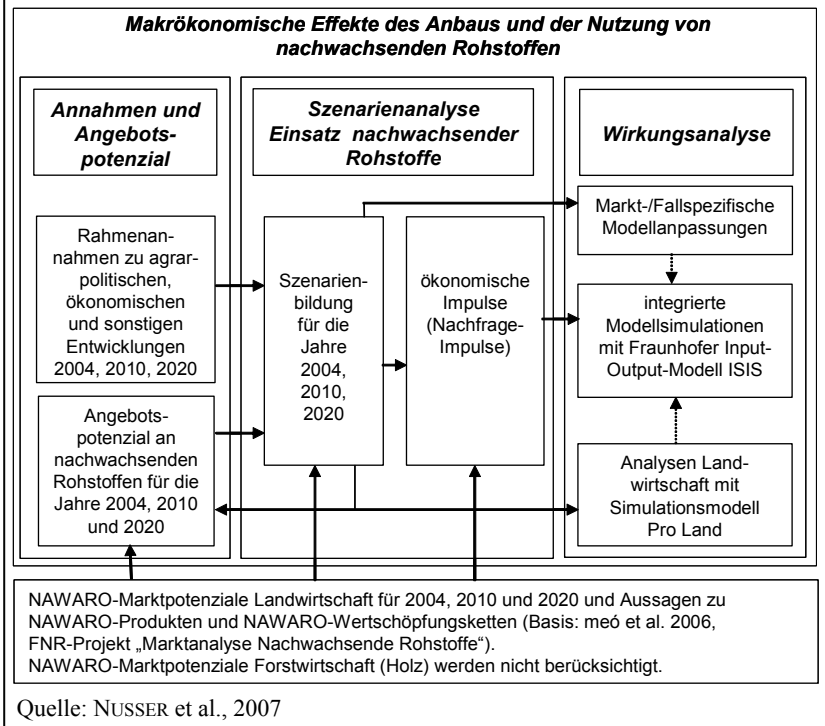 Makrökonomische Effekte des Anbaus und der Nutzung von
nachwachsenden Rohstoffen
Annahmen und
Angebots-
potenzial
Rahmenan-
nahmen zu agrar-
politischen,
ökonomischen
und sonstigen
Entwicklungen
2004, 2010, 2020
Angebots-
potenzial an
nachwachsenden
Rohstoffen für die
Jahre 2004, 2010
und 2020
Szenarienanalyse
Einsatz nachwachsender
Rohstoffe
Szenarien-
bildung
für die
Jahre
2004,
2010,
2020
ökonomische
Impulse
(Nachfrage-
Impulse)
Wirkungsanalyse
Markt-/Fallspezifische
Modellanpassungen
integrierte
Modellsimulationen
mit Fraunhofer Input-
Output-Modell ISIS
Analysen Land-
wirtschaft mit
Simulationsmodell
Pro Land
NAWARO-Marktpotenziale Landwirtschaft für 2004, 2010 und 2020 und Aussagen zu
NAWARO-Produkten und NAWARO-Wertschöpfungsketten (Basis: meó et al. 2006,
FNR-Projekt „Marktanalyse Nachwachsende Rohstoffe“).
NAWARO-Marktpotenziale Forstwirtschaft (Holz) werden nicht berücksichtigt.
Quelle: NUSSER et al., 2007